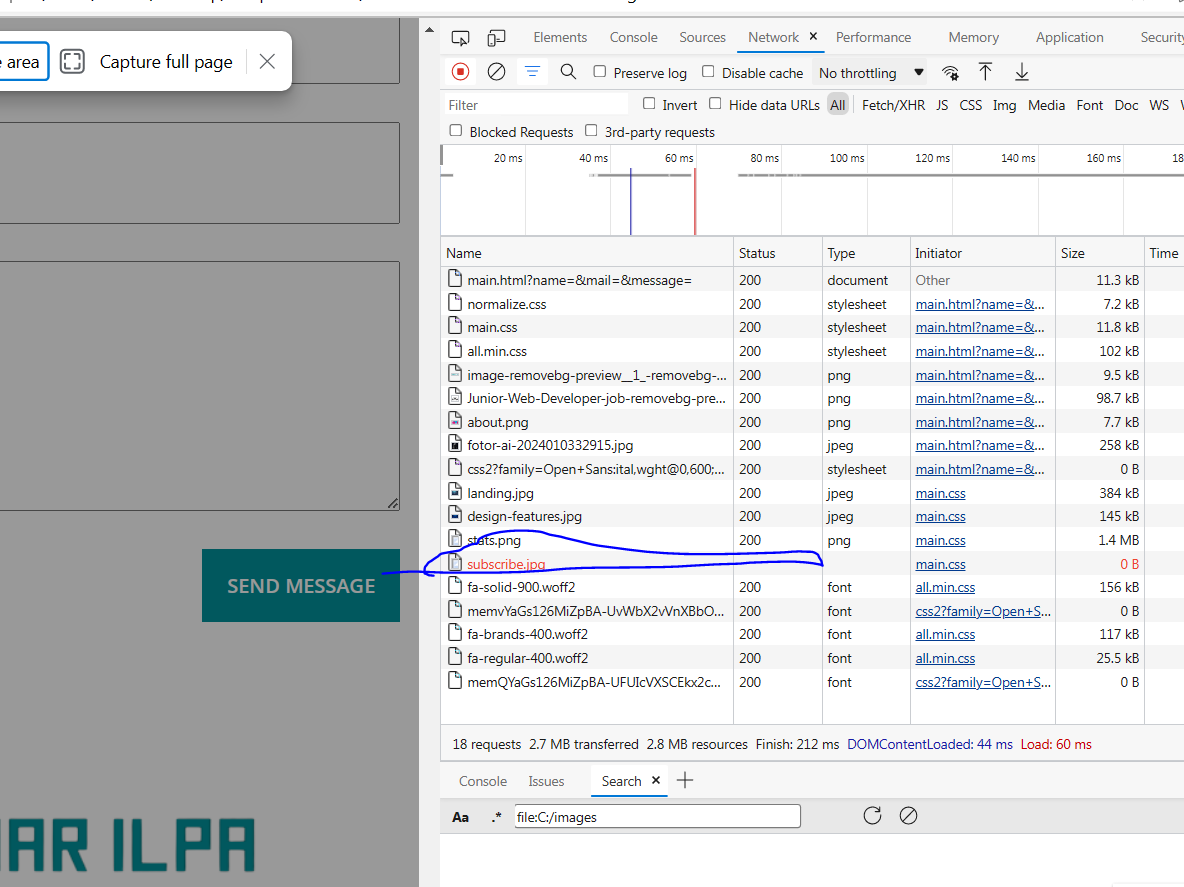 area
Capture full page
SEND MESSAGE
AR ILPA
Elements Console Sources Network Performance Memory Application Security
Preserve log Disable cache No throttling
Filter Invert Hide data URLs All Fetch/XHR JS CSS Img Media Font Doc WS
Blocked Requests 3rd-party requests
20 ms 40 ms 60 ms 80 ms 100 ms 120 ms 140 ms 160 ms 18
Name Status Type Initiator Size Time
main.html?name=&mail=&message= 200 document Other 11.3 kB
normalize.css 200 stylesheet main.html?name=&... 7.2 kB
main.css 200 stylesheet main.html?name=&... 11.8 kB
all.min.css 200 stylesheet main.html?name=&... 102 kB
image-removebg-preview__1_-removebg-... 200 png main.html?name=&... 9.5 kB
Junior-Web-Developer-job-removebg-pre... 200 png main.html?name=&... 98.7 kB
about.png 200 png main.html?name=&... 7.7 kB
fotor-ai-2024010332915.jpg 200 jpeg main.html?name=&... 258 kB
css2?family=Open+Sans:ital,wght@0,600;... 200 stylesheet main.html?name=&... 0 B
landing.jpg 200 jpeg main.css 384 kB
design-features.jpg 200 jpeg main.css 145 kB
stats.png 200 png main.css 1.4 MB
subscribe.jpg main.css 0 B
fa-solid-900.woff2 200 font all.min.css 156 kB
memvYaGs126MiZpBA-UvWbX2vVnXBbO... 200 font css2?family=Open+S... 0 B
fa-brands-400.woff2 200 font all.min.css 117 kB
fa-regular-400.woff2 200 font all.min.css 25.5 kB
memQYaGs126MiZpBA-UFUIcVXSCEkx2c... 200 font css2?family=Open+S... 0 B
18 requests 2.7 MB transferred 2.8 MB resources Finish: 212 ms DOMContentLoaded: 44 ms Load: 60 ms
Console Issues Search
Aa .* file:C:/images